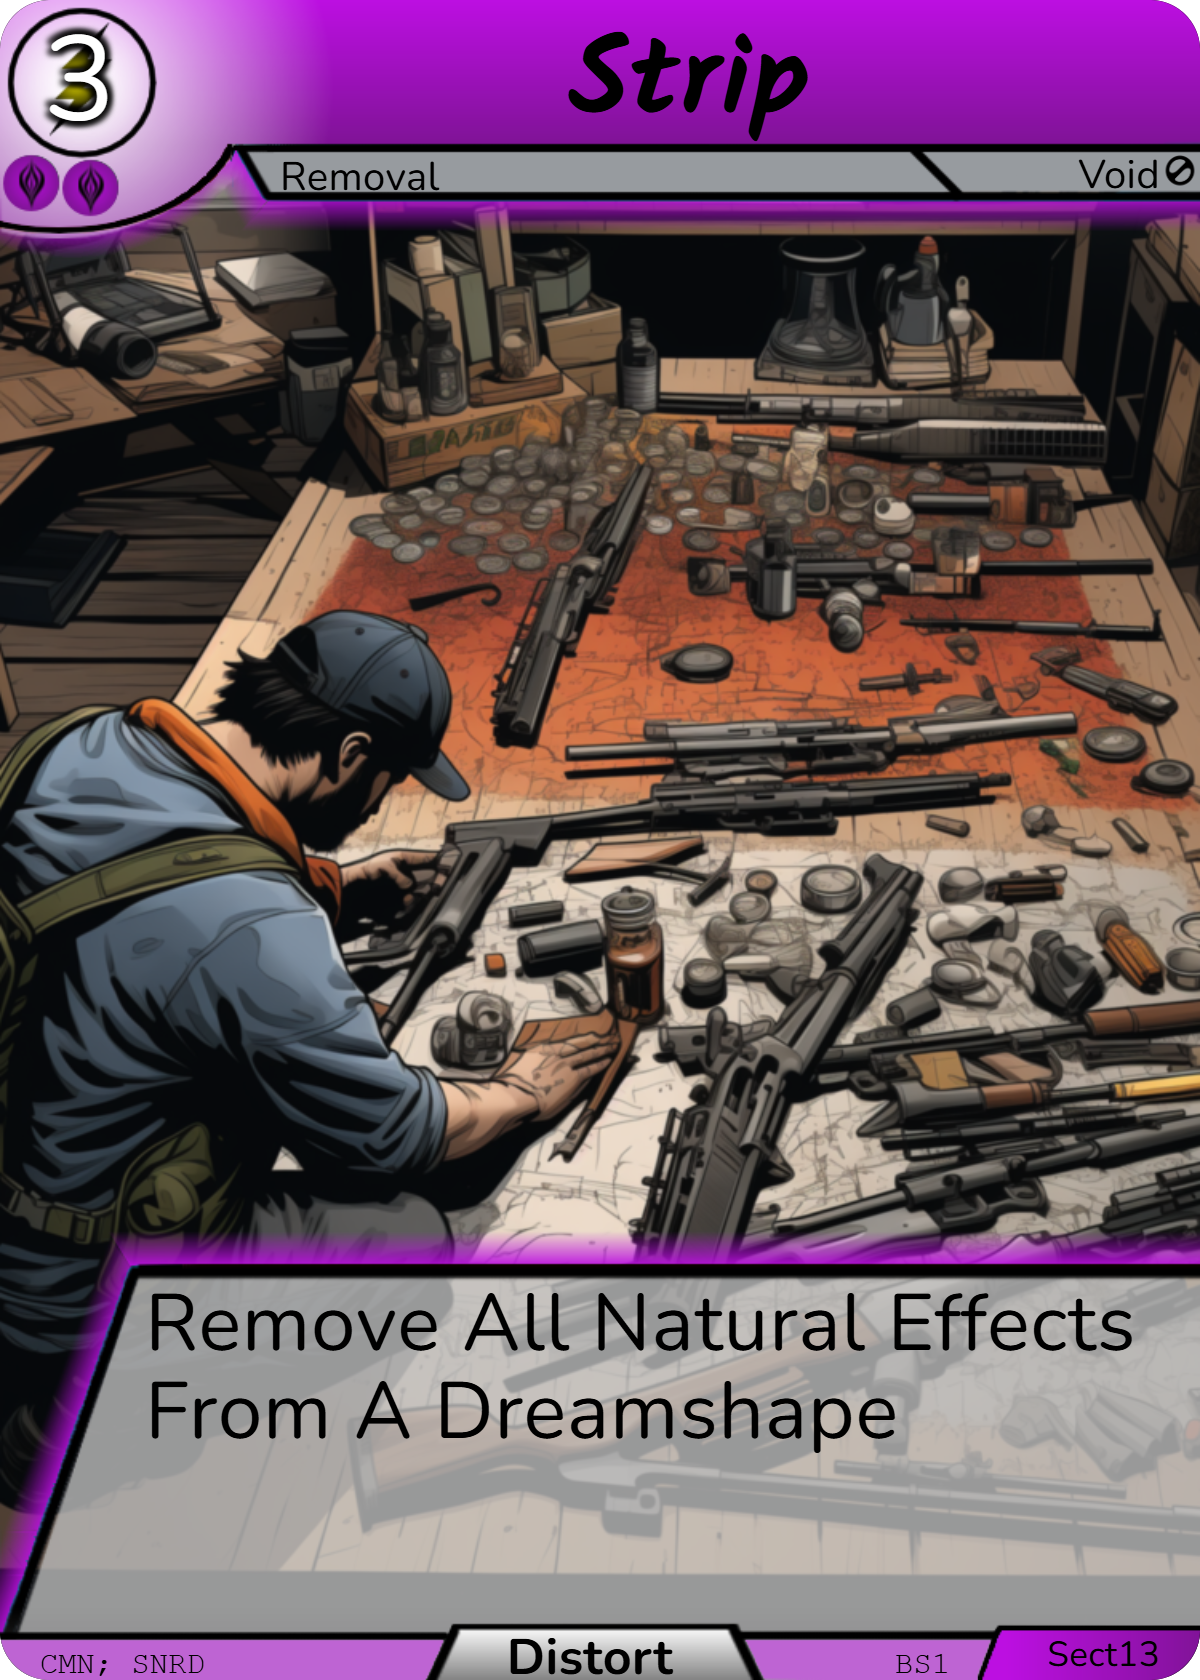 3
Strip
Removal
Void
Remove All Natural Effects
From A Dreamshape
CMN; SNRD
Distort
BS1
Sect13